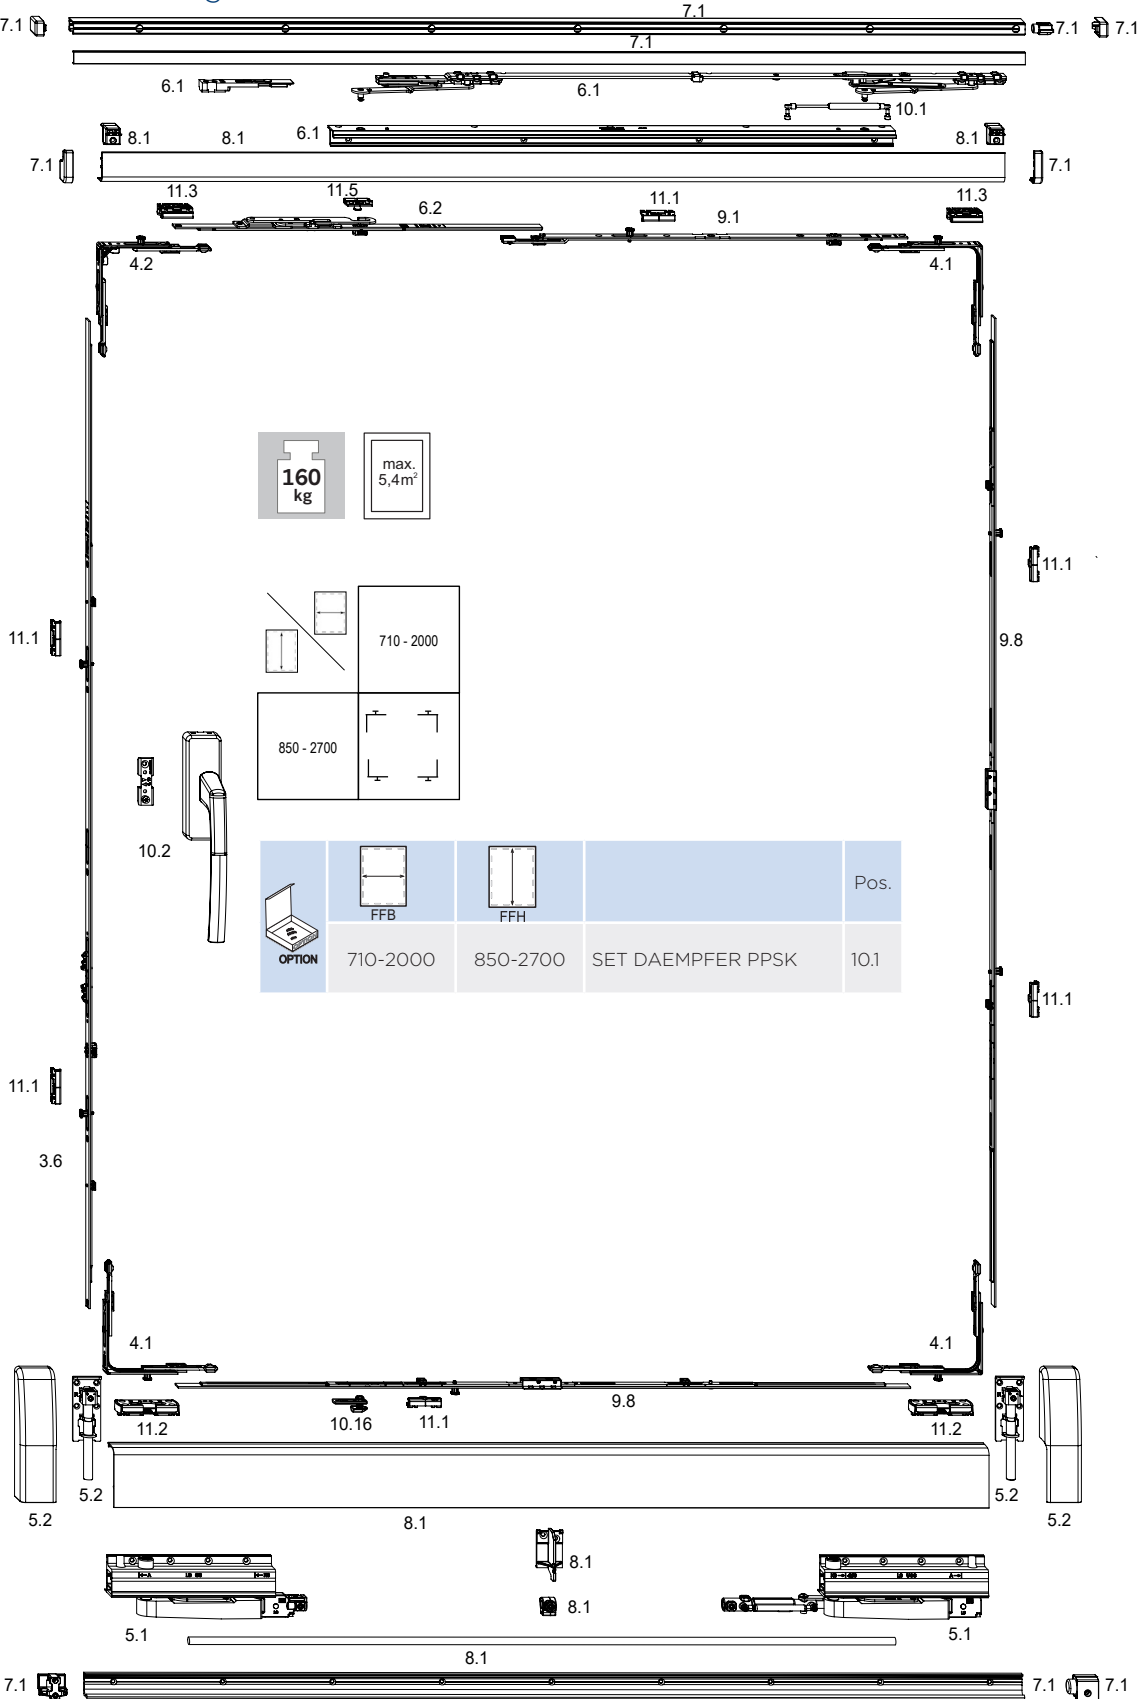 7.1
7.1
7.1 7.1
7.1
6.1
6.1
10.1
8.1 8.1 6.1 8.1
7.1 7.1
11.3 11.5 11.1 11.3
6.2 9.1
4.2 4.1
160 kg
max. 5,4m²
11.1
11.1
9.8
710 - 2000
850 - 2700
10.2
FFB FFH Pos.
OPTION 710-2000 850-2700 SET DAEMPFER PPSK 10.1
11.1
11.1
3.6
4.1 4.1
9.8
11.2 10.16 11.1 11.2
5.2 5.2
5.2 5.2
8.1
8.1
8.1
5.1 5.1
8.1
7.1 7.1 7.1